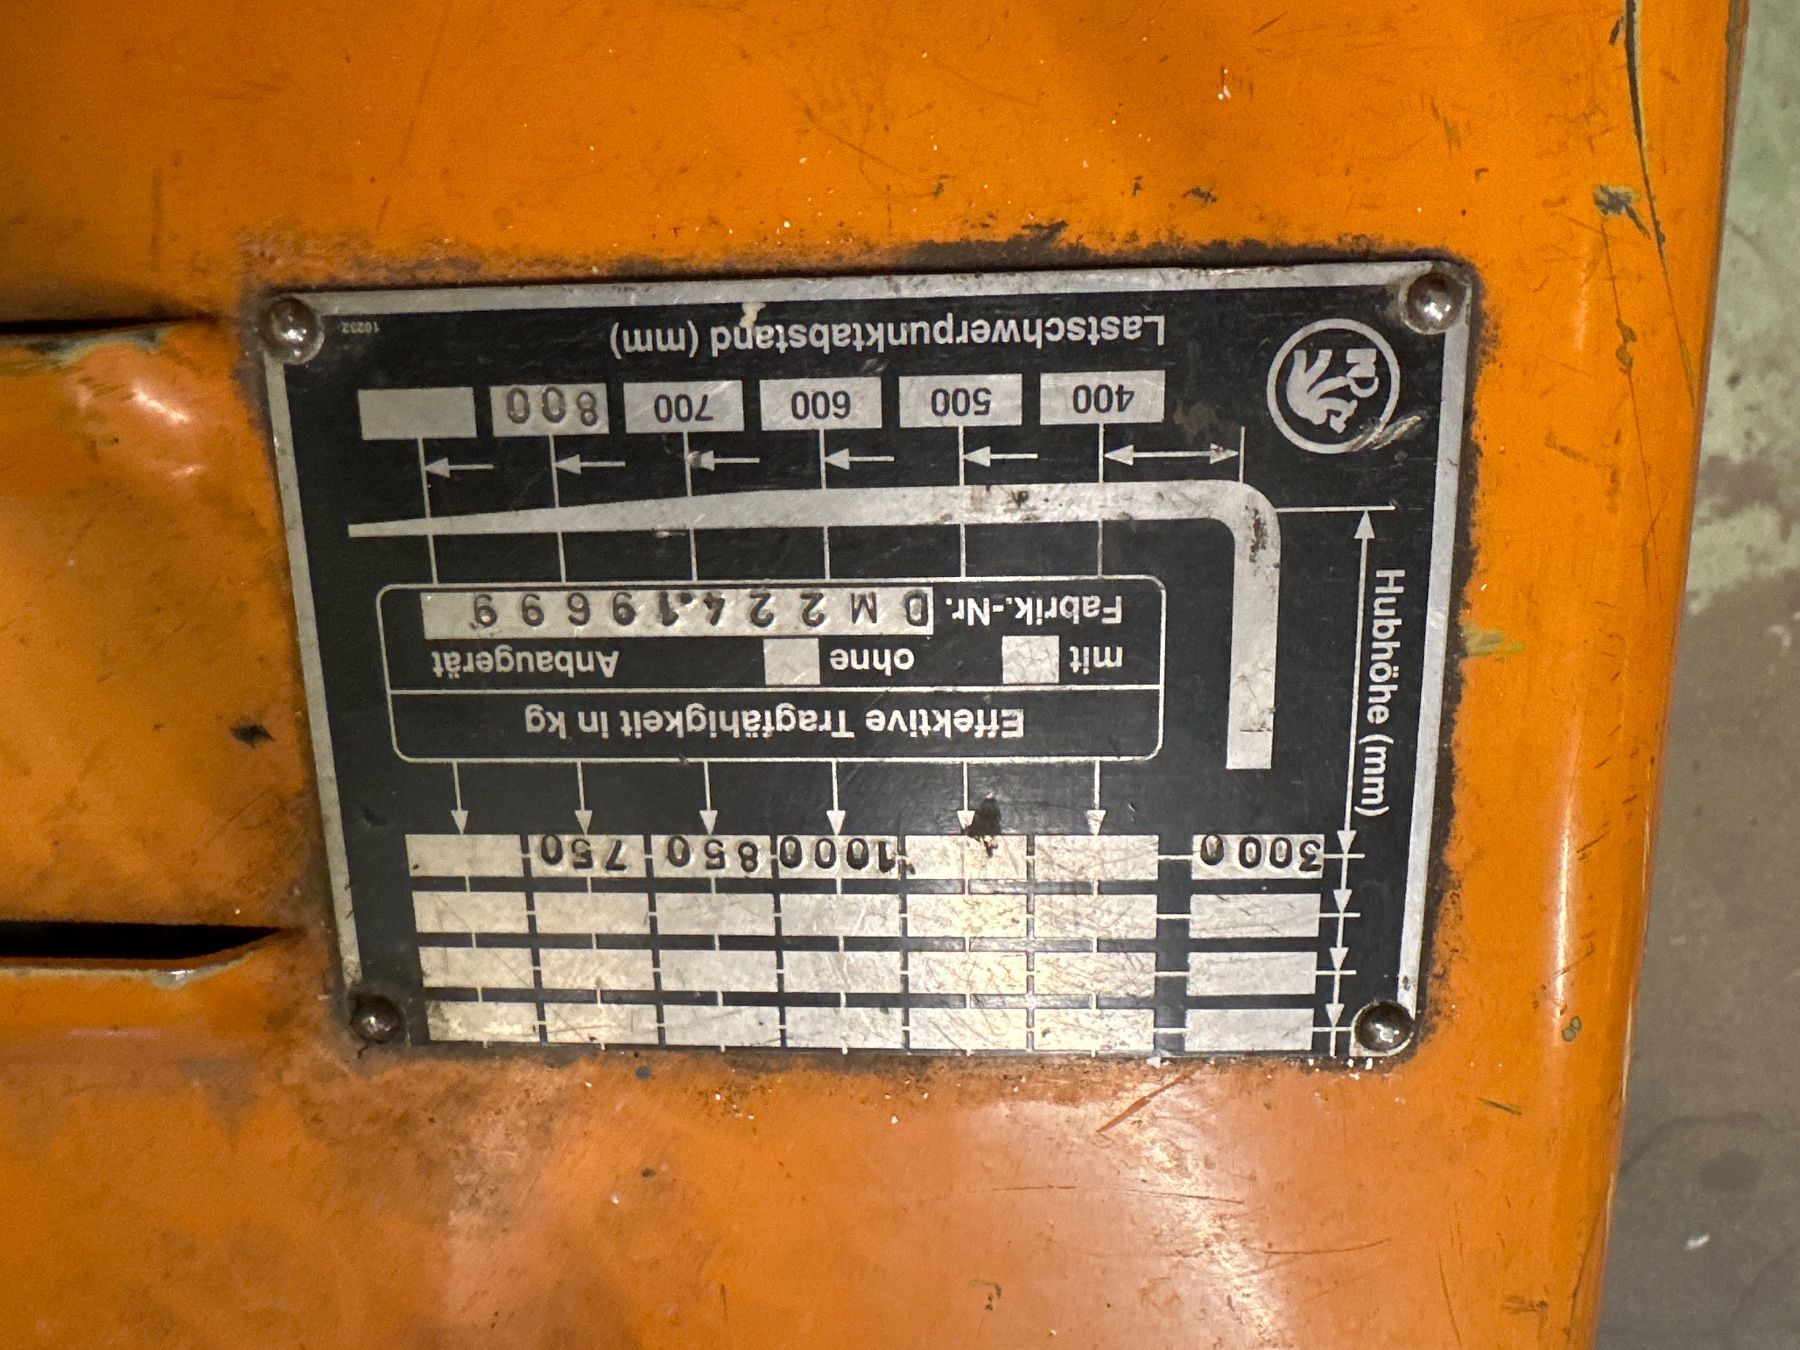 3000 1000 850 750
Effektive Tragfähigkeit in kg
mit ohne Anbaugerät
Fabrik.-Nr. DM224.19699
Hubhöhe (mm)
400 500 600 700 800
Lastschwerpunktabstand (mm)
10232